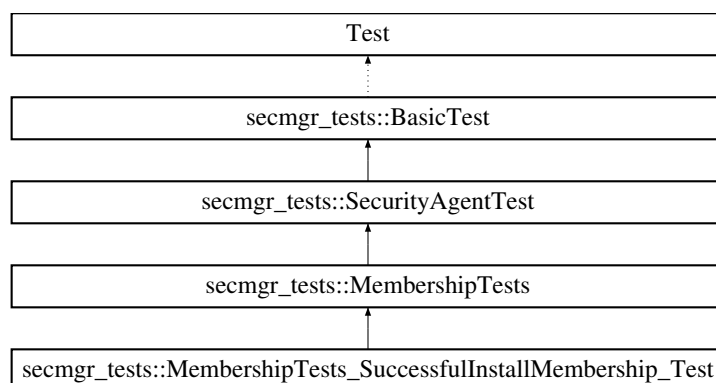 Test
secmgr_tests::BasicTest
secmgr_tests::SecurityAgentTest
secmgr_tests::MembershipTests
secmgr_tests::MembershipTests_SuccessfulInstallMembership_Test